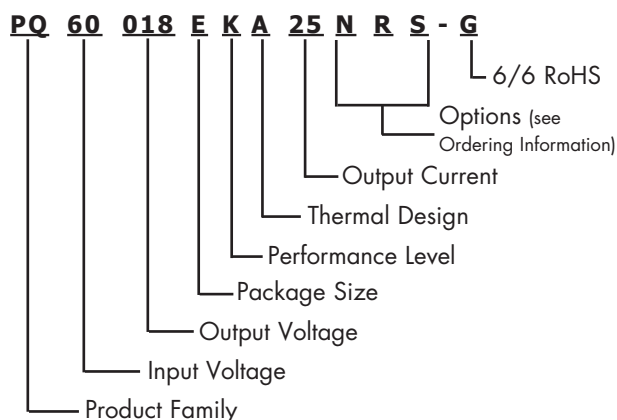 PQ 60 018 E K A 25 N R S - G
6/6 RoHS
Options (see
Ordering Information)
Output Current
Thermal Design
Performance Level
Package Size
Output Voltage
Input Voltage
Product Family